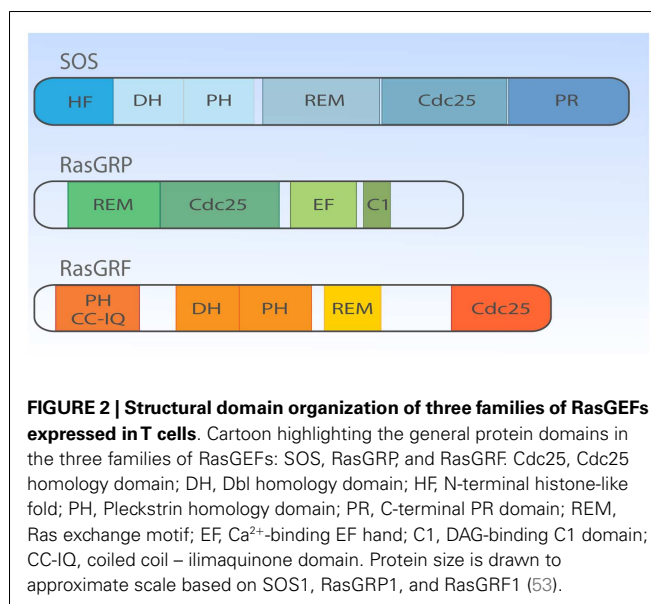 SOS
HF DH PH REM Cdc25 PR
RasGRP
REM Cdc25 EF C1
RasGRF
PH
CC-IQ DH PH REM Cdc25
FIGURE 2 | Structural domain organization of three families of RasGEFs
expressed in T cells. Cartoon highlighting the general protein domains in
the three families of RasGEFs: SOS, RasGRP, and RasGRF. Cdc25, Cdc25
homology domain; DH, Dbl homology domain; HF, N-terminal histone-like
fold; PH, Pleckstrin homology domain; PR, C-terminal PR domain; REM,
Ras exchange motif; EF, Ca²⁺-binding EF hand; C1, DAG-binding C1 domain;
CC-IQ, coiled coil – ilimaquinone domain. Protein size is drawn to
approximate scale based on SOS1, RasGRP1, and RasGRF1 (53).